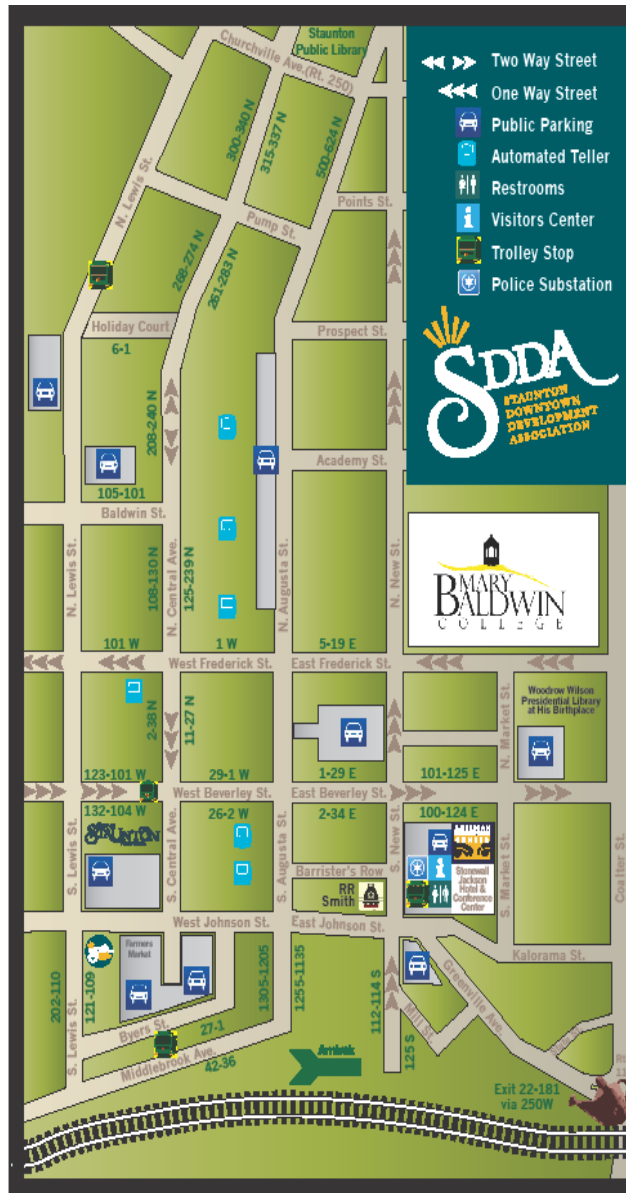 Staunton
Public Library
Churchville Ave.(Rt. 250)
Two Way Street
One Way Street
Public Parking
Automated Teller
Restrooms
Visitors Center
Trolley Stop
Police Substation
SDDA
STAUNTON
DOWNTOWN
DEVELOPMENT
ASSOCIATION
300-340 N
315-337 N
500-624 N
N. Lewis St.
Points St.
Pump St.
268-274 N
261-283 N
Holiday Court
6-1
Prospect St.
208-240 N
Academy St.
105-101
Baldwin St.
N. Lewis St.
108-130 N
N. Central Ave.
125-239 N
N. Augusta St.
N. New St.
MARY
BALDWIN
COLLEGE
101 W
1 W
5-19 E
West Frederick St.
East Frederick St.
2-38 N
11-27 N
N. Market St.
Woodrow Wilson
Presidential Library
at His Birthplace
123-101 W
29-1 W
1-29 E
101-125 E
West Beverley St.
East Beverley St.
132-104 W
26-2 W
2-34 E
100-124 E
S. Lewis St.
S. Central Ave.
S. Augusta St.
S. New St.
S. Market St.
Coalter St.
Barrister's Row
RR
Smith
Stonewall
Jackson
Hotel &
Conference
Center
West Johnson St.
East Johnson St.
Kalorama St.
Farmers
Market
202-110
121-109
S. Lewis St.
Byers St.
27-1
Middlebrook Ave.
42-36
1305-1205
1255-1135
112-114 S
125 S
Mill St.
Greenville Ave.
Amtrak
Exit 22-181
via 250W